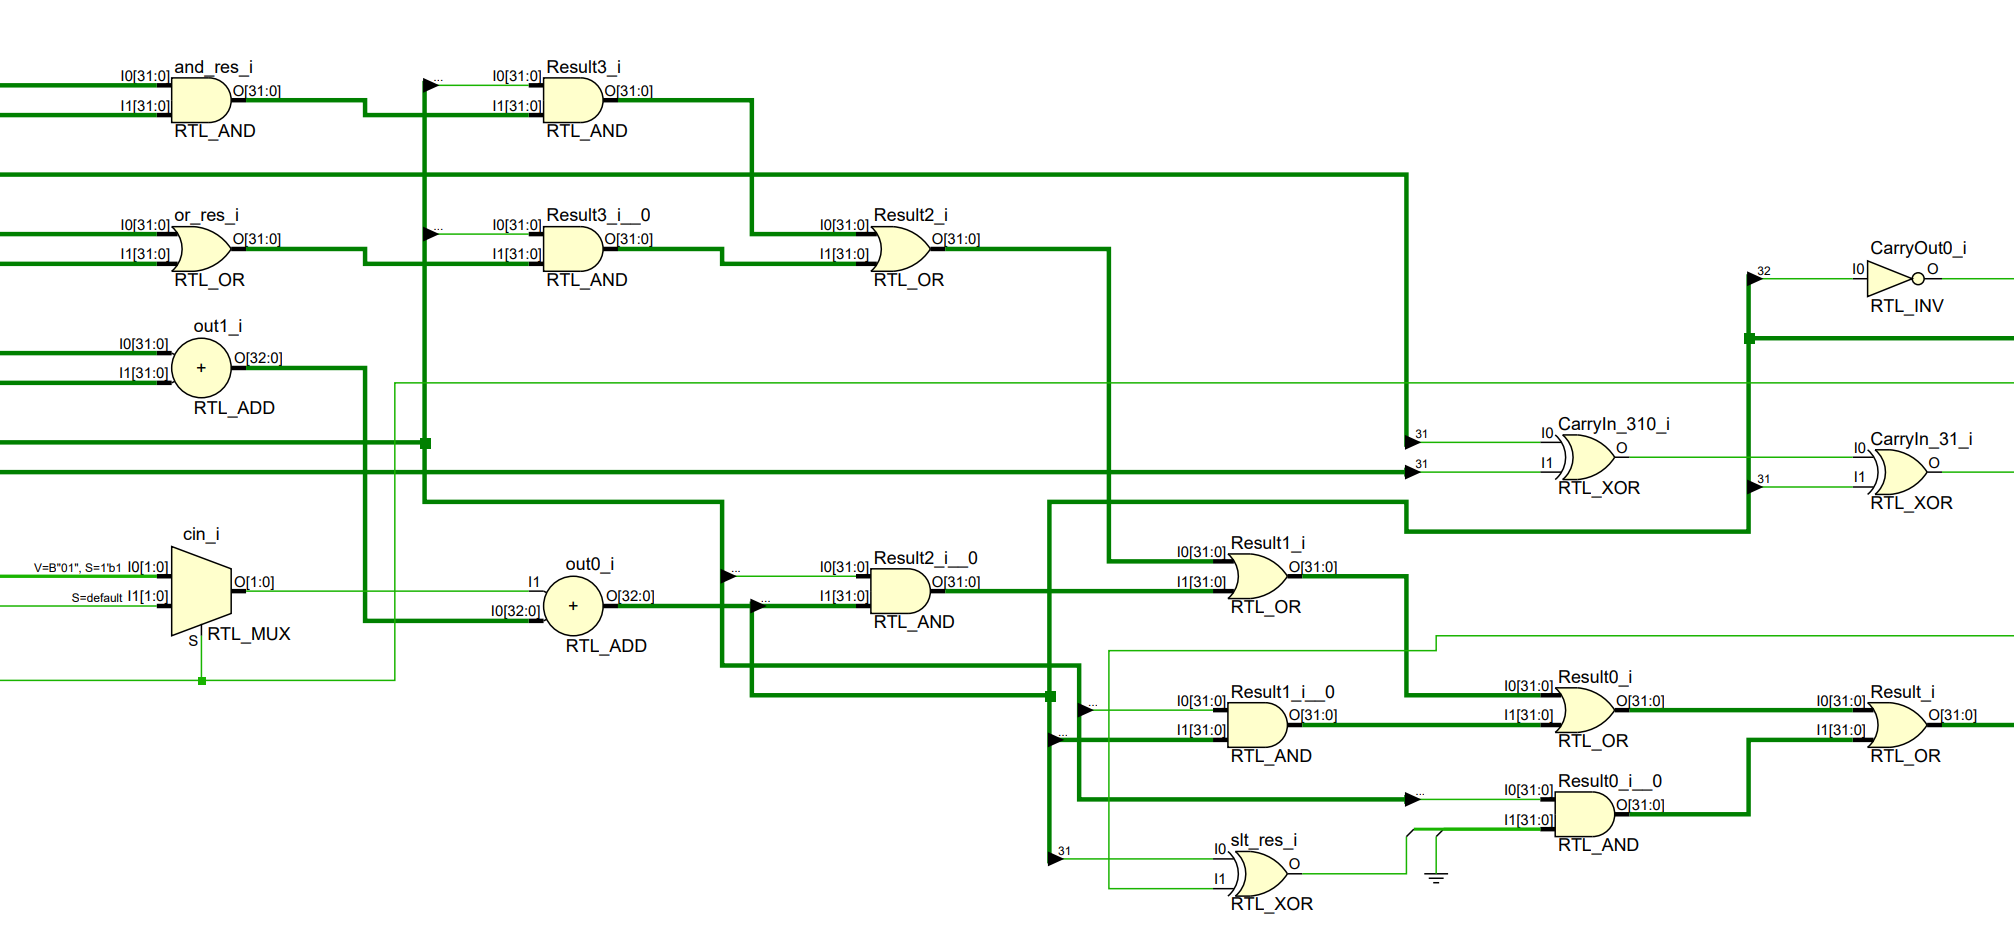 and_res_i
I0[31:0]
I1[31:0]
O[31:0]
RTL_AND
...
Result3_i
I0[31:0]
I1[31:0]
O[31:0]
RTL_AND
or_res_i
I0[31:0]
I1[31:0]
O[31:0]
RTL_OR
...
Result3_i__0
I0[31:0]
I1[31:0]
O[31:0]
RTL_AND
Result2_i
I0[31:0]
I1[31:0]
O[31:0]
RTL_OR
CarryOut0_i
32
I0
O
RTL_INV
out1_i
I0[31:0]
I1[31:0]
O[32:0]
+
RTL_ADD
CarryIn_310_i
31
I0
31
I1
O
RTL_XOR
CarryIn_31_i
I0
31
I1
O
RTL_XOR
cin_i
V=B"01", S=1'b1 I0[1:0]
S=default I1[1:0]
O[1:0]
S
RTL_MUX
out0_i
I1
I0[32:0]
O[32:0]
+
RTL_ADD
Result2_i__0
...
I0[31:0]
...
I1[31:0]
O[31:0]
RTL_AND
Result1_i
I0[31:0]
I1[31:0]
O[31:0]
RTL_OR
Result1_i__0
...
I0[31:0]
...
I1[31:0]
O[31:0]
RTL_AND
Result0_i
I0[31:0]
I1[31:0]
O[31:0]
RTL_OR
Result_i
I0[31:0]
I1[31:0]
O[31:0]
RTL_OR
Result0_i__0
...
I0[31:0]
I1[31:0]
O[31:0]
RTL_AND
slt_res_i
31
I0
I1
O
RTL_XOR